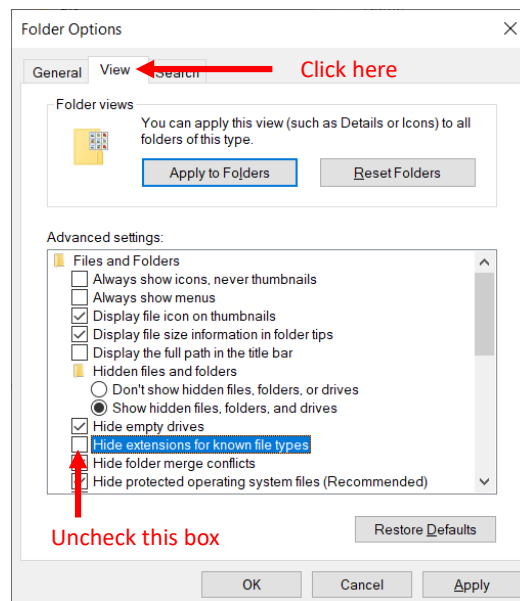 Folder Options
General View Search Click here
Folder views
You can apply this view (such as Details or Icons) to all
folders of this type.
Apply to Folders Reset Folders
Advanced settings:
Files and Folders
Always show icons, never thumbnails
Always show menus
Display file icon on thumbnails
Display file size information in folder tips
Display the full path in the title bar
Hidden files and folders
Don't show hidden files, folders, or drives
Show hidden files, folders, and drives
Hide empty drives
Hide extensions for known file types
Hide folder merge conflicts
Hide protected operating system files (Recommended)
Uncheck this box
Restore Defaults
OK Cancel Apply